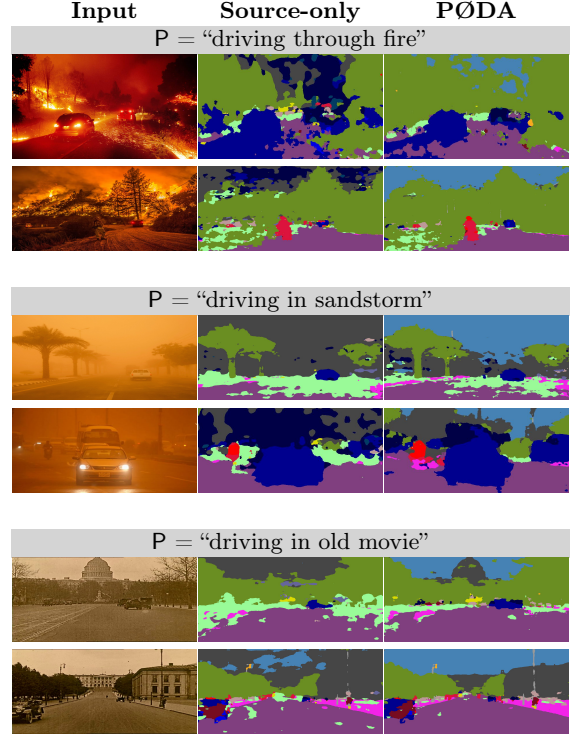 Input Source-only PØDA
P = “driving through fire”
P = “driving in sandstorm”
P = “driving in old movie”